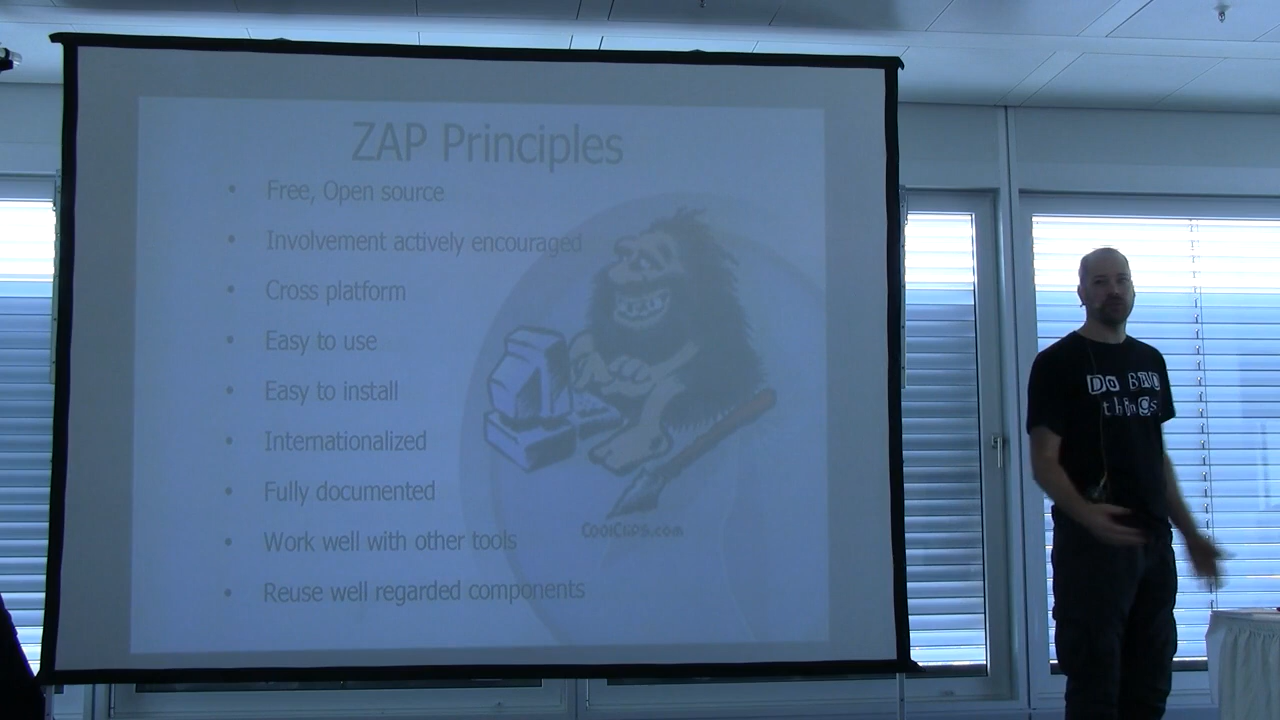 ZAP Principles
• Free, Open source
• Involvement actively encouraged
• Cross platform
• Easy to use
• Easy to install
• Internationalized
• Fully documented
• Work well with other tools
• Reuse well regarded components
CoolClips.com
Do BAD
things